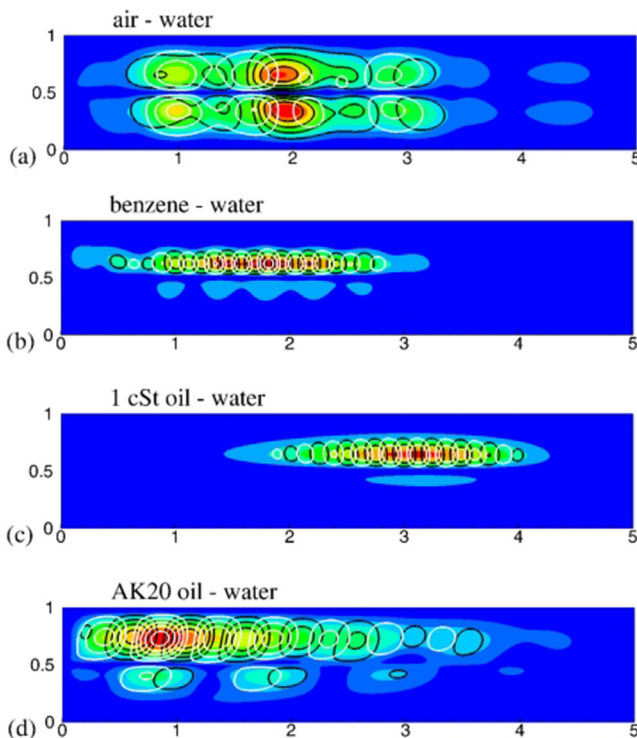 air - water
1
0.5
(a) 0
0 1 2 3 4 5
benzene - water
1
0.5
(b) 0
0 1 2 3 4 5
1 cSt oil - water
1
0.5
(c) 0
0 1 2 3 4 5
AK20 oil - water
1
0.5
(d) 0
0 1 2 3 4 5